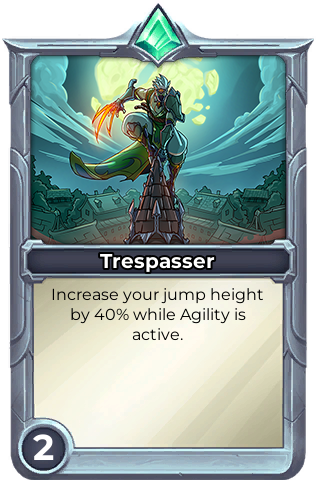 Trespasser
Increase your jump height
by 40% while Agility is
active.
2